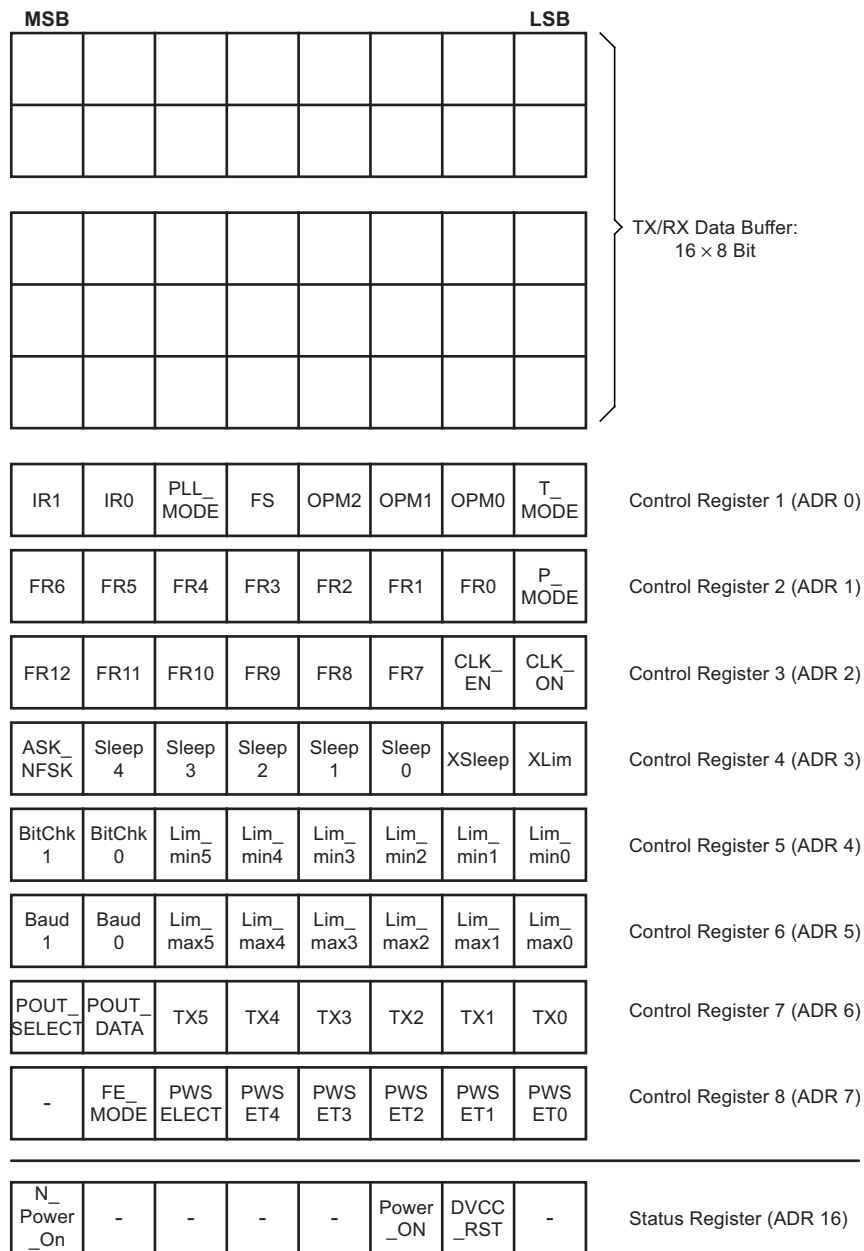 MSB LSB
TX/RX Data Buffer:
16 × 8 Bit
IR1 IR0 PLL_ MODE FS OPM2 OPM1 OPM0 T_ MODE Control Register 1 (ADR 0)
FR6 FR5 FR4 FR3 FR2 FR1 FR0 P_ MODE Control Register 2 (ADR 1)
FR12 FR11 FR10 FR9 FR8 FR7 CLK_ EN CLK_ ON Control Register 3 (ADR 2)
ASK_ NFSK Sleep 4 Sleep 3 Sleep 2 Sleep 1 Sleep 0 XSleep XLim Control Register 4 (ADR 3)
BitChk 1 BitChk 0 Lim_ min5 Lim_ min4 Lim_ min3 Lim_ min2 Lim_ min1 Lim_ min0 Control Register 5 (ADR 4)
Baud 1 Baud 0 Lim_ max5 Lim_ max4 Lim_ max3 Lim_ max2 Lim_ max1 Lim_ max0 Control Register 6 (ADR 5)
POUT_ SELECT POUT_ DATA TX5 TX4 TX3 TX2 TX1 TX0 Control Register 7 (ADR 6)
- FE_ MODE PWS ELECT PWS ET4 PWS ET3 PWS ET2 PWS ET1 PWS ET0 Control Register 8 (ADR 7)
N_ Power _On - - - - Power _ON DVCC _RST - Status Register (ADR 16)